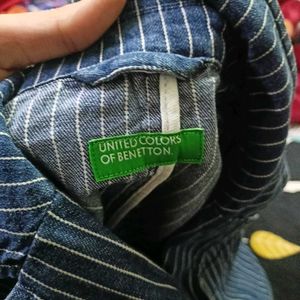 UNITED COLORS
OF BENETTON.